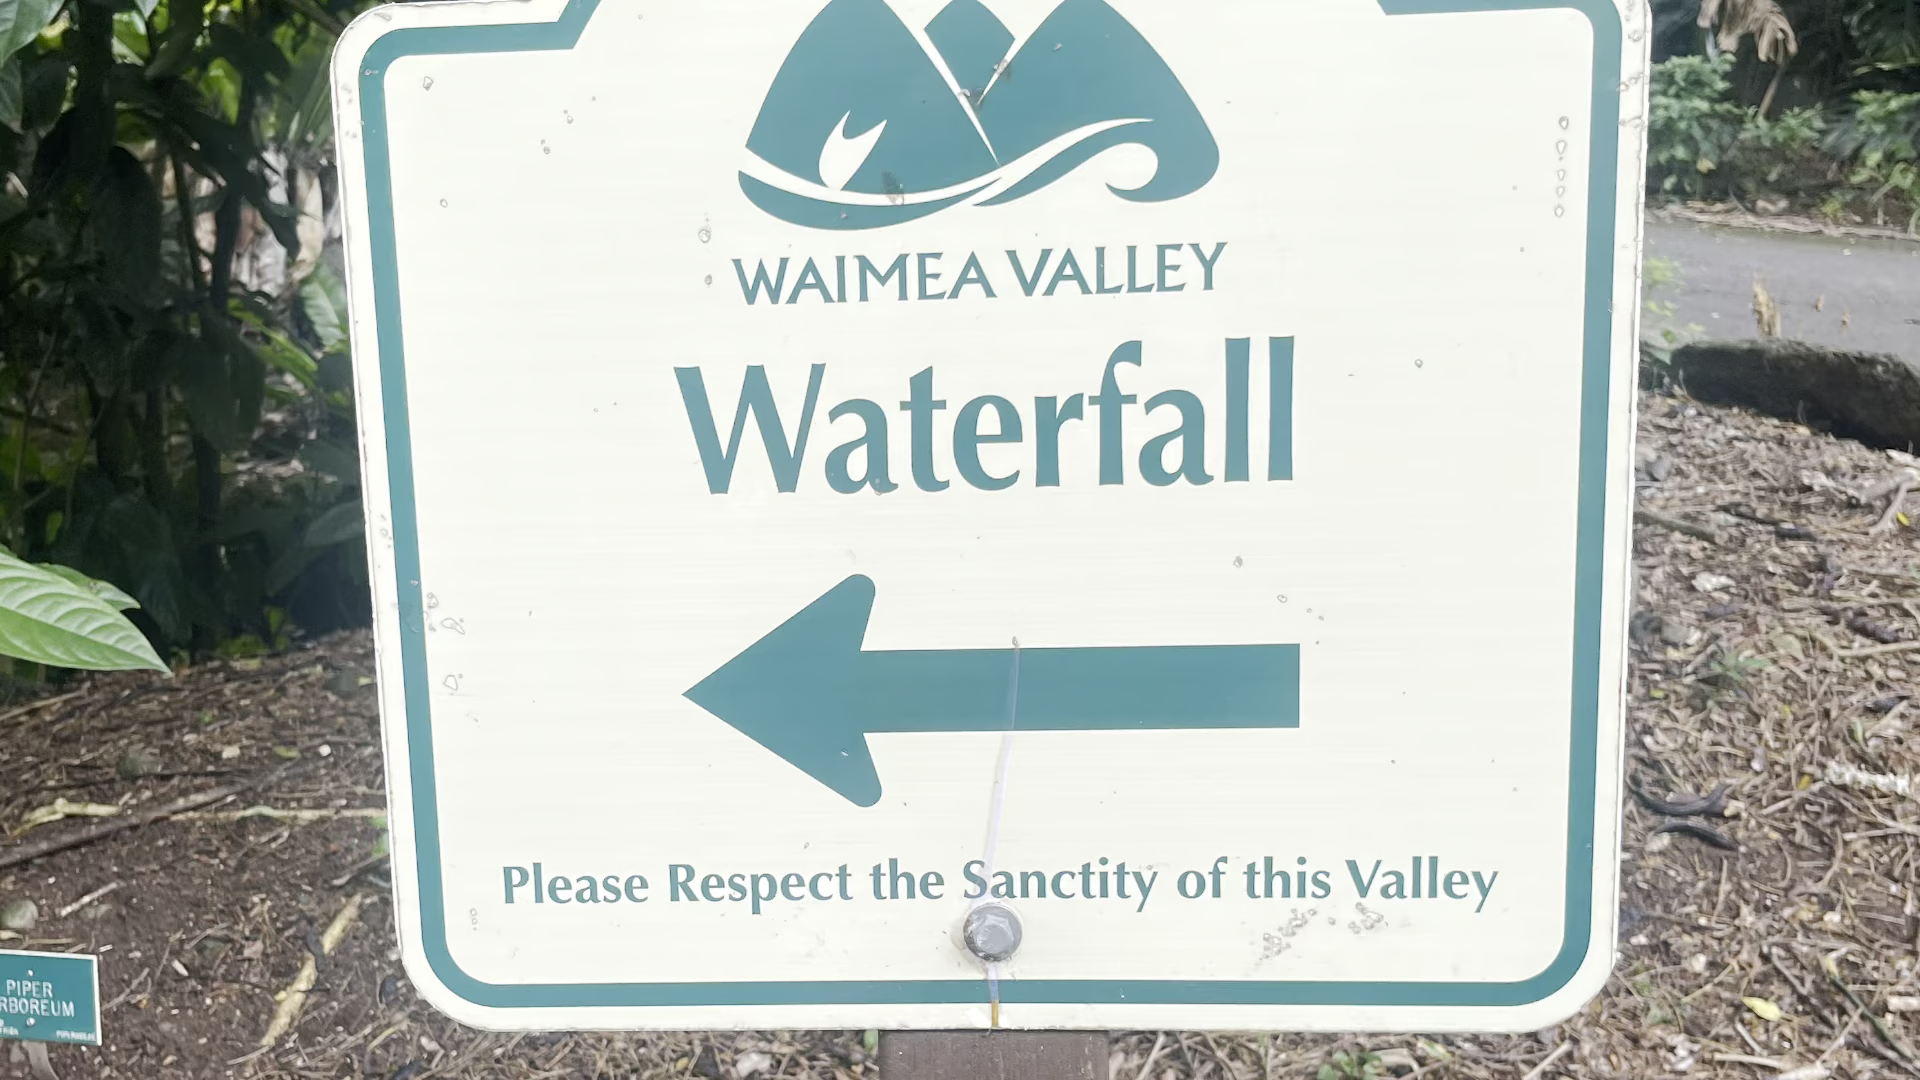 WAIMEA VALLEY
Waterfall
Please Respect the Sanctity of this Valley
PIPER
RBOREUM